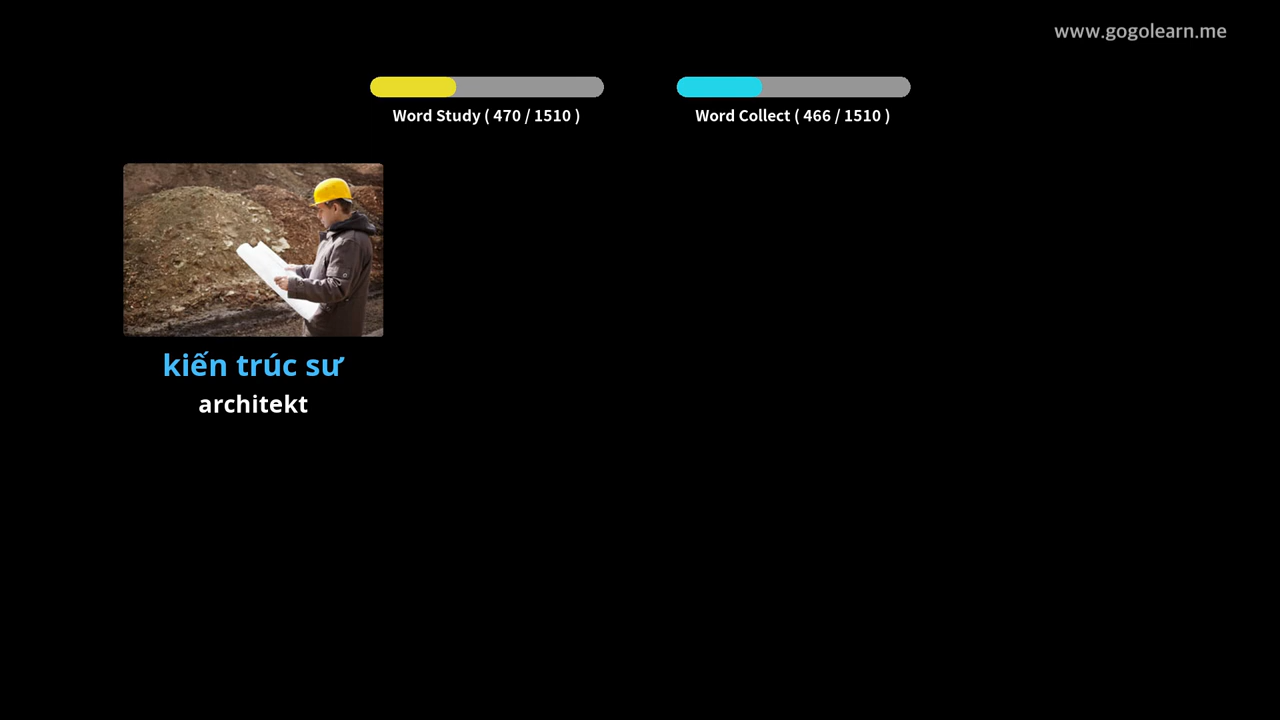 www.gogolearn.me
Word Study ( 470 / 1510 )
Word Collect ( 466 / 1510 )
kiến trúc sư
architekt